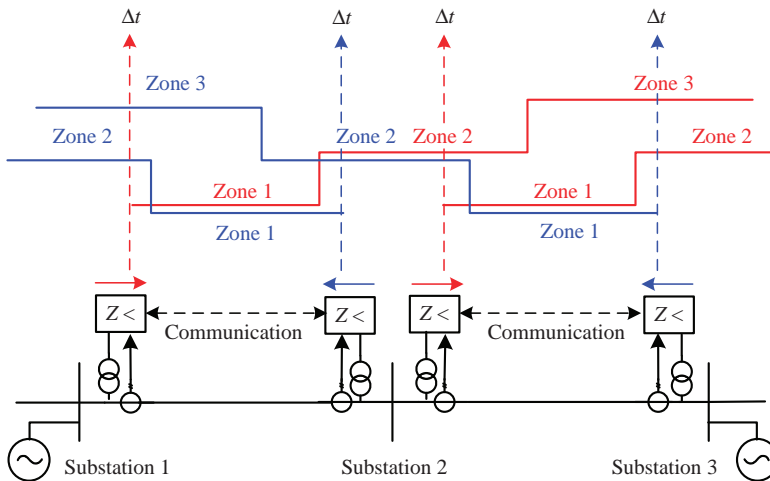 Δt Δt Δt Δt
Zone 3 Zone 3
Zone 2 Zone 2 Zone 2 Zone 2
Zone 1 Zone 1
Zone 1 Zone 1
Z < Z < Z < Z <
Communication Communication
Substation 1 Substation 2 Substation 3